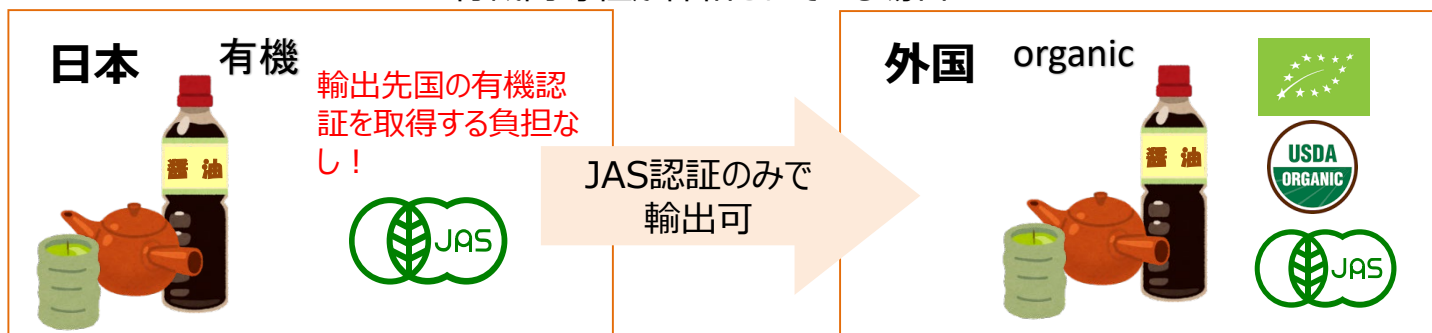 日本
有機
輸出先国の有機認
証を取得する負担な
し！
醤油
JAS
JAS認証のみで
輸出可
外国
organic
醤油
USDA
ORGANIC
JAS